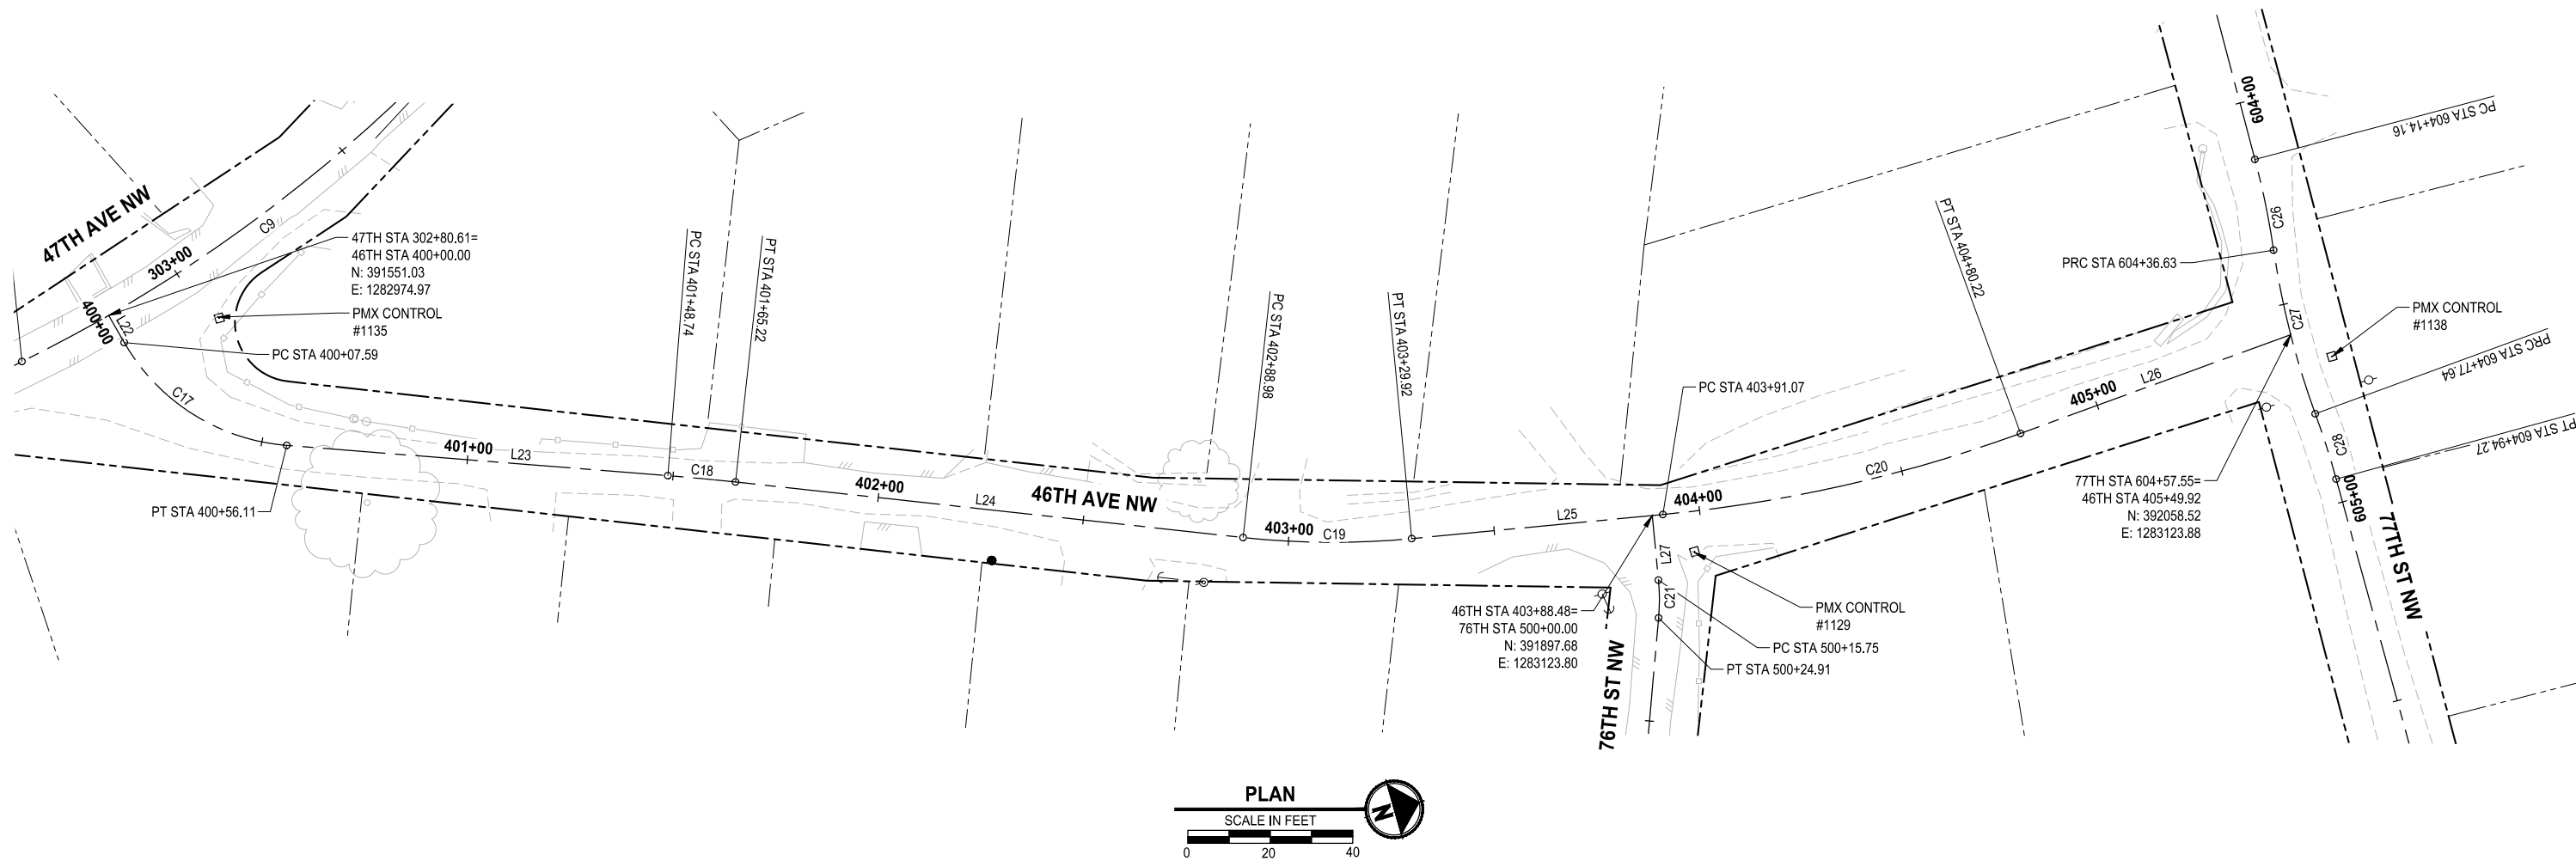 47TH AVE NW
303+00
C9
400+00
L22
47TH STA 302+80.61=
46TH STA 400+00.00
N: 391551.03
E: 1282974.97
PMX CONTROL
#1135
PC STA 400+07.59
C17
PT STA 400+56.11
401+00
L23
PC STA 401+48.74
C18
PT STA 401+65.22
402+00
L24
46TH AVE NW
PC STA 402+88.98
403+00
C19
PT STA 403+29.92
L25
PC STA 403+91.07
404+00
46TH STA 403+88.48=
76TH STA 500+00.00
N: 391897.68
E: 1283123.80
L27
C21
76TH ST NW
PMX CONTROL
#1129
PC STA 500+15.75
PT STA 500+24.91
C20
PT STA 404+80.22
405+00
L26
604+00
PC STA 604+14.16
C26
PRC STA 604+36.63
C27
PMX CONTROL
#1138
PRC STA 604+77.64
C28
PT STA 604+94.27
77TH STA 604+57.55=
46TH STA 405+49.92
N: 392058.52
E: 1283123.88
605+00
77TH ST NW
PLAN
N
SCALE IN FEET
0 20 40